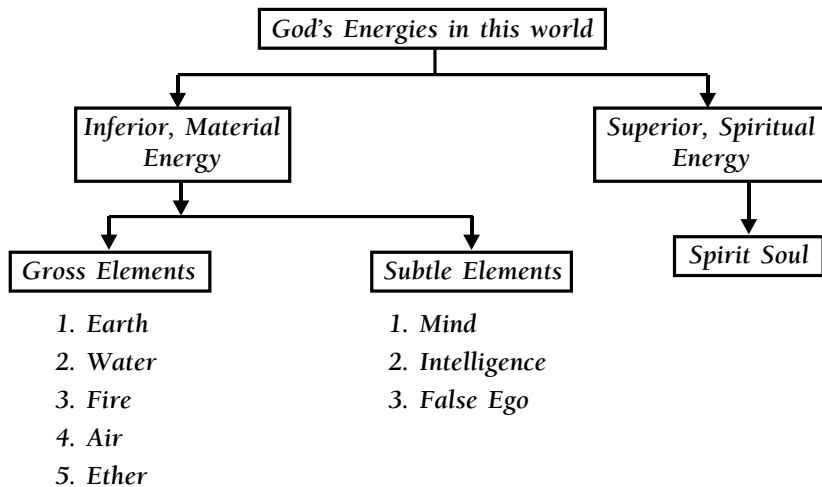 God's Energies in this world
Inferior, Material
Energy
Superior, Spiritual
Energy
Gross Elements
Subtle Elements
Spirit Soul
1. Earth
2. Water
3. Fire
4. Air
5. Ether
1. Mind
2. Intelligence
3. False Ego